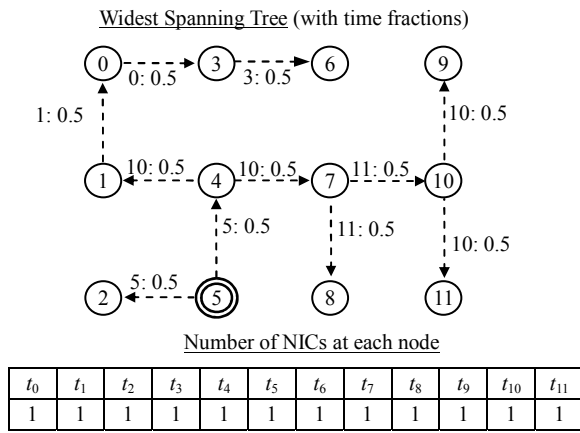 Widest Spanning Tree (with time fractions)
0 3 6 9
0: 0.5 3: 0.5
1: 0.5 10: 0.5
10: 0.5 10: 0.5 11: 0.5
1 4 7 10
5: 0.5 11: 0.5 10: 0.5
5: 0.5
2 5 8 11
Number of NICs at each node
t0 t1 t2 t3 t4 t5 t6 t7 t8 t9 t10 t11
1 1 1 1 1 1 1 1 1 1 1 1